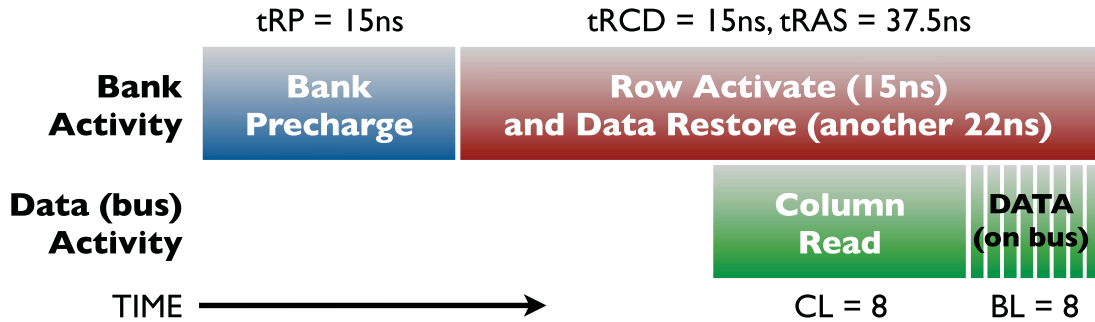 tRP = 15ns
tRCD = 15ns, tRAS = 37.5ns
Bank
Activity
Bank
Precharge
Row Activate (15ns)
and Data Restore (another 22ns)
Data (bus)
Activity
Column
Read
DATA
(on bus)
TIME
CL = 8
BL = 8